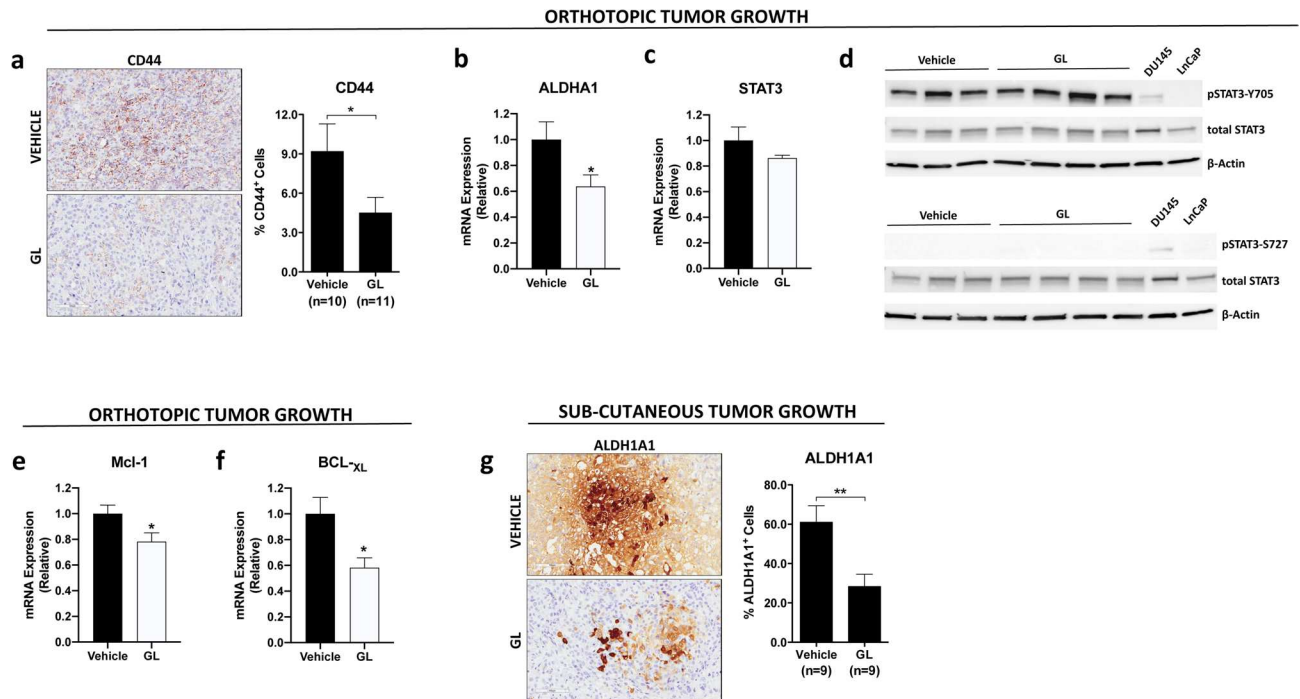 ORTHOTOPIC TUMOR GROWTH
a
CD44
VEHICLE
GL
CD44
*
% CD44+ Cells
12.0
9.0
6.0
3.0
0.0
Vehicle GL
(n=10) (n=11)
b
ALDHA1
mRNA Expression
(Relative)
1.2
1.0
0.8
0.6
0.4
0.2
0.0
*
Vehicle GL
c
STAT3
mRNA Expression
(Relative)
1.2
1.0
0.8
0.6
0.4
0.2
0.0
Vehicle GL
d
Vehicle GL DU145 LnCaP
pSTAT3-Y705
total STAT3
β-Actin
Vehicle GL DU145 LnCaP
pSTAT3-S727
total STAT3
β-Actin
ORTHOTOPIC TUMOR GROWTH
e
Mcl-1
mRNA Expression
(Relative)
1.2
1.0
0.8
0.6
0.4
0.2
0.0
*
Vehicle GL
f
BCL-XL
mRNA Expression
(Relative)
1.2
1.0
0.8
0.6
0.4
0.2
0.0
*
Vehicle GL
SUB-CUTANEOUS TUMOR GROWTH
g
ALDH1A1
VEHICLE
GL
ALDH1A1
**
% ALDH1A1+ Cells
80.0
60.0
40.0
20.0
0.0
Vehicle GL
(n=9) (n=9)